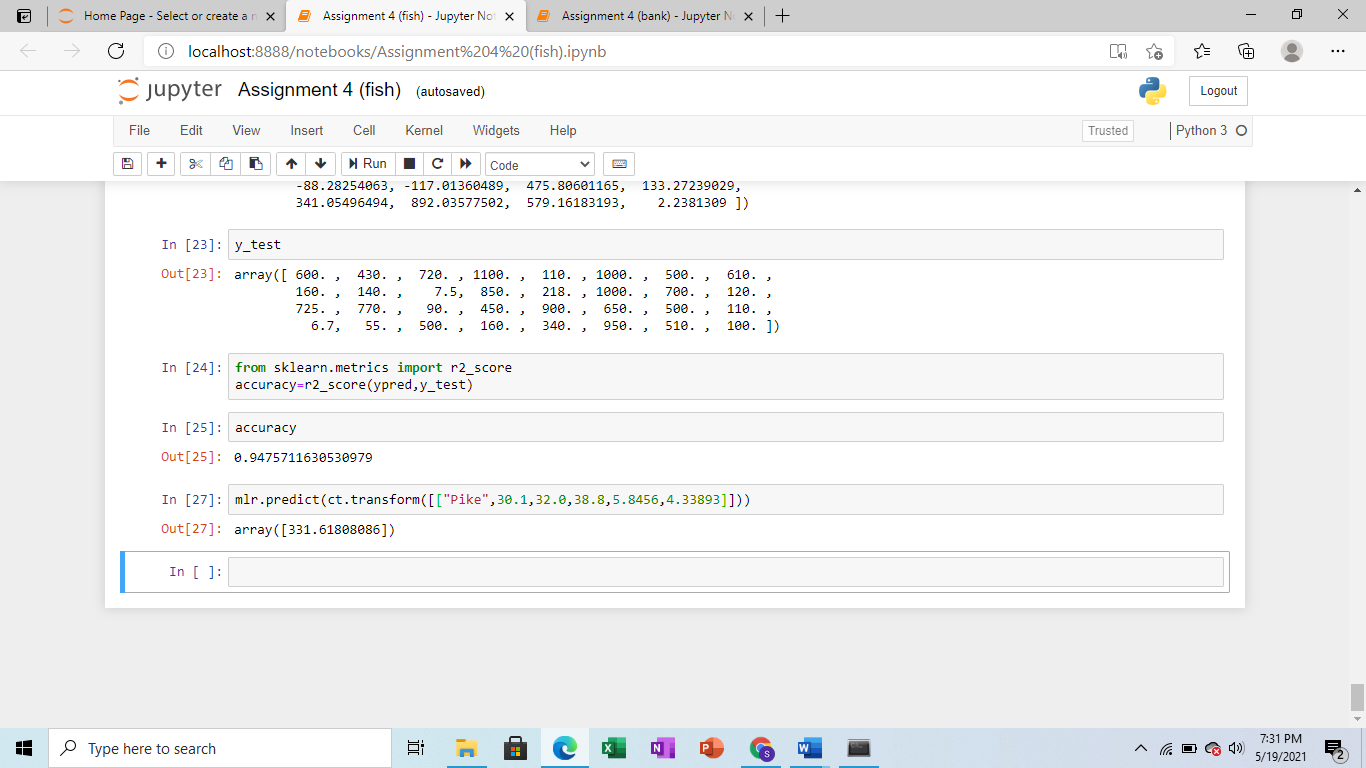 Home Page - Select or create a n
Assignment 4 (fish) - Jupyter Not
Assignment 4 (bank) - Jupyter N
localhost:8888/notebooks/Assignment%204%20(fish).ipynb
jupyter Assignment 4 (fish) (autosaved)
Logout
File Edit View Insert Cell Kernel Widgets Help
Trusted
Python 3
Run
Code
-88.28254063, -117.01360489, 475.80601165, 133.27239029,
341.05496494, 892.03577502, 579.16183193, 2.2381309 ])
In [23]: y_test
Out[23]: array([ 600. , 430. , 720. , 1100. , 110. , 1000. , 500. , 610. ,
160. , 140. , 7.5, 850. , 218. , 1000. , 700. , 120. ,
725. , 770. , 90. , 450. , 900. , 650. , 500. , 110. ,
6.7, 55. , 500. , 160. , 340. , 950. , 510. , 100. ])
In [24]: from sklearn.metrics import r2_score
accuracy=r2_score(ypred,y_test)
In [25]: accuracy
Out[25]: 0.9475711630530979
In [27]: mlr.predict(ct.transform([["Pike",30.1,32.0,38.8,5.8456,4.33893]]))
Out[27]: array([331.61808086])
In [ ]:
Type here to search
7:31 PM
5/19/2021
2